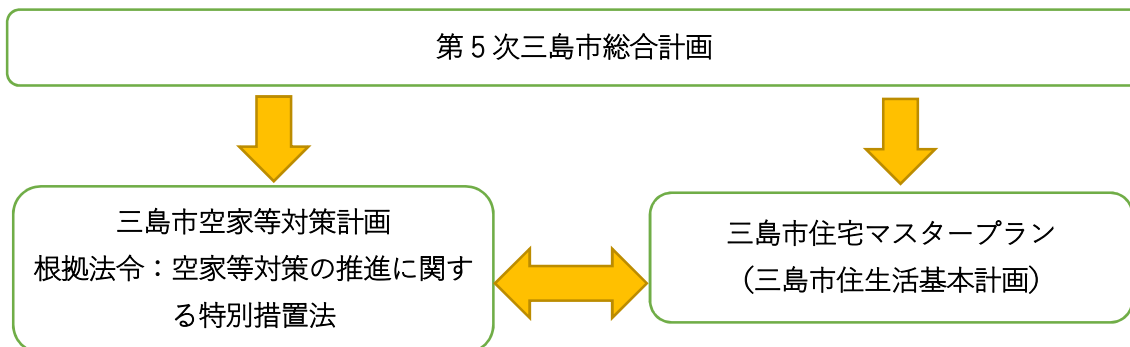 第５次三島市総合計画
三島市空家等対策計画
根拠法令：空家等対策の推進に関す
る特別措置法
三島市住宅マスタープラン
（三島市住生活基本計画）